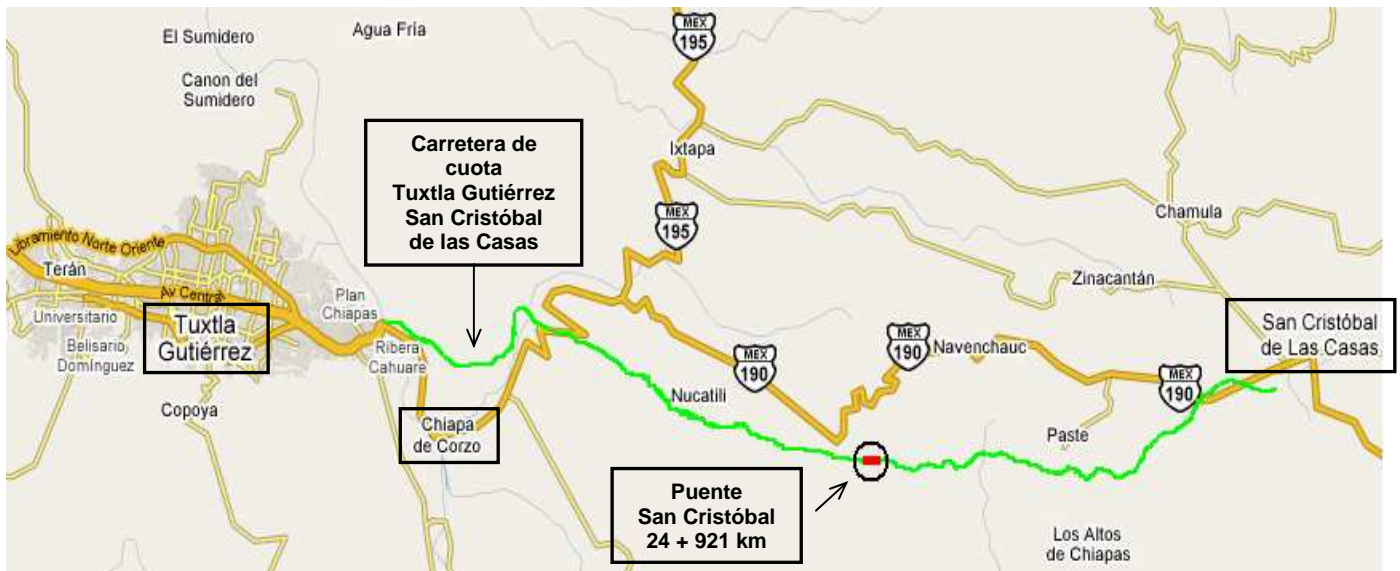 El Sumidero
Agua Fría
MEX
195
Canon del
Sumidero
Carretera de
cuota
Tuxtla Gutiérrez
San Cristóbal
de las Casas
Ixtapa
MEX
195
Chamula
Libramiento Norte Oriente
Terán
Av Central
Plan
Chiapas
Zinacantán
Universitario
Tuxtla
Gutiérrez
Belisario
Domínguez
Ribera
Cahuare
San Cristóbal
de Las Casas
MEX
190
Navenchauc
MEX
190
MEX
190
Nucatili
Copoya
Chiapa
de Corzo
Paste
Puente
San Cristóbal
24 + 921 km
Los Altos
de Chiapas